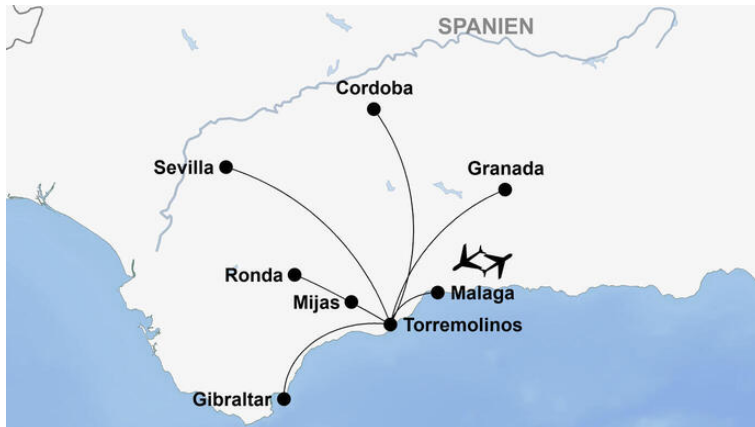 SPANIEN
Cordoba
Sevilla
Granada
Ronda
Mijas
Malaga
Torremolinos
Gibraltar